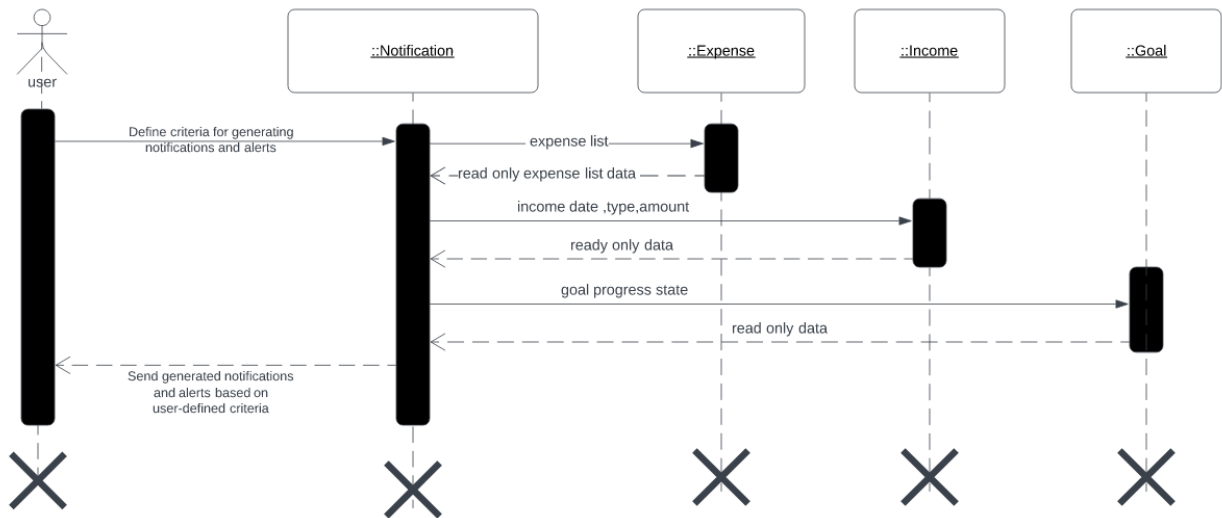 user
::Notification
::Expense
::Income
::Goal
Define criteria for generating
notifications and alerts
expense list
read only expense list data
income date ,type,amount
ready only data
goal progress state
read only data
Send generated notifications
and alerts based on
user-defined criteria